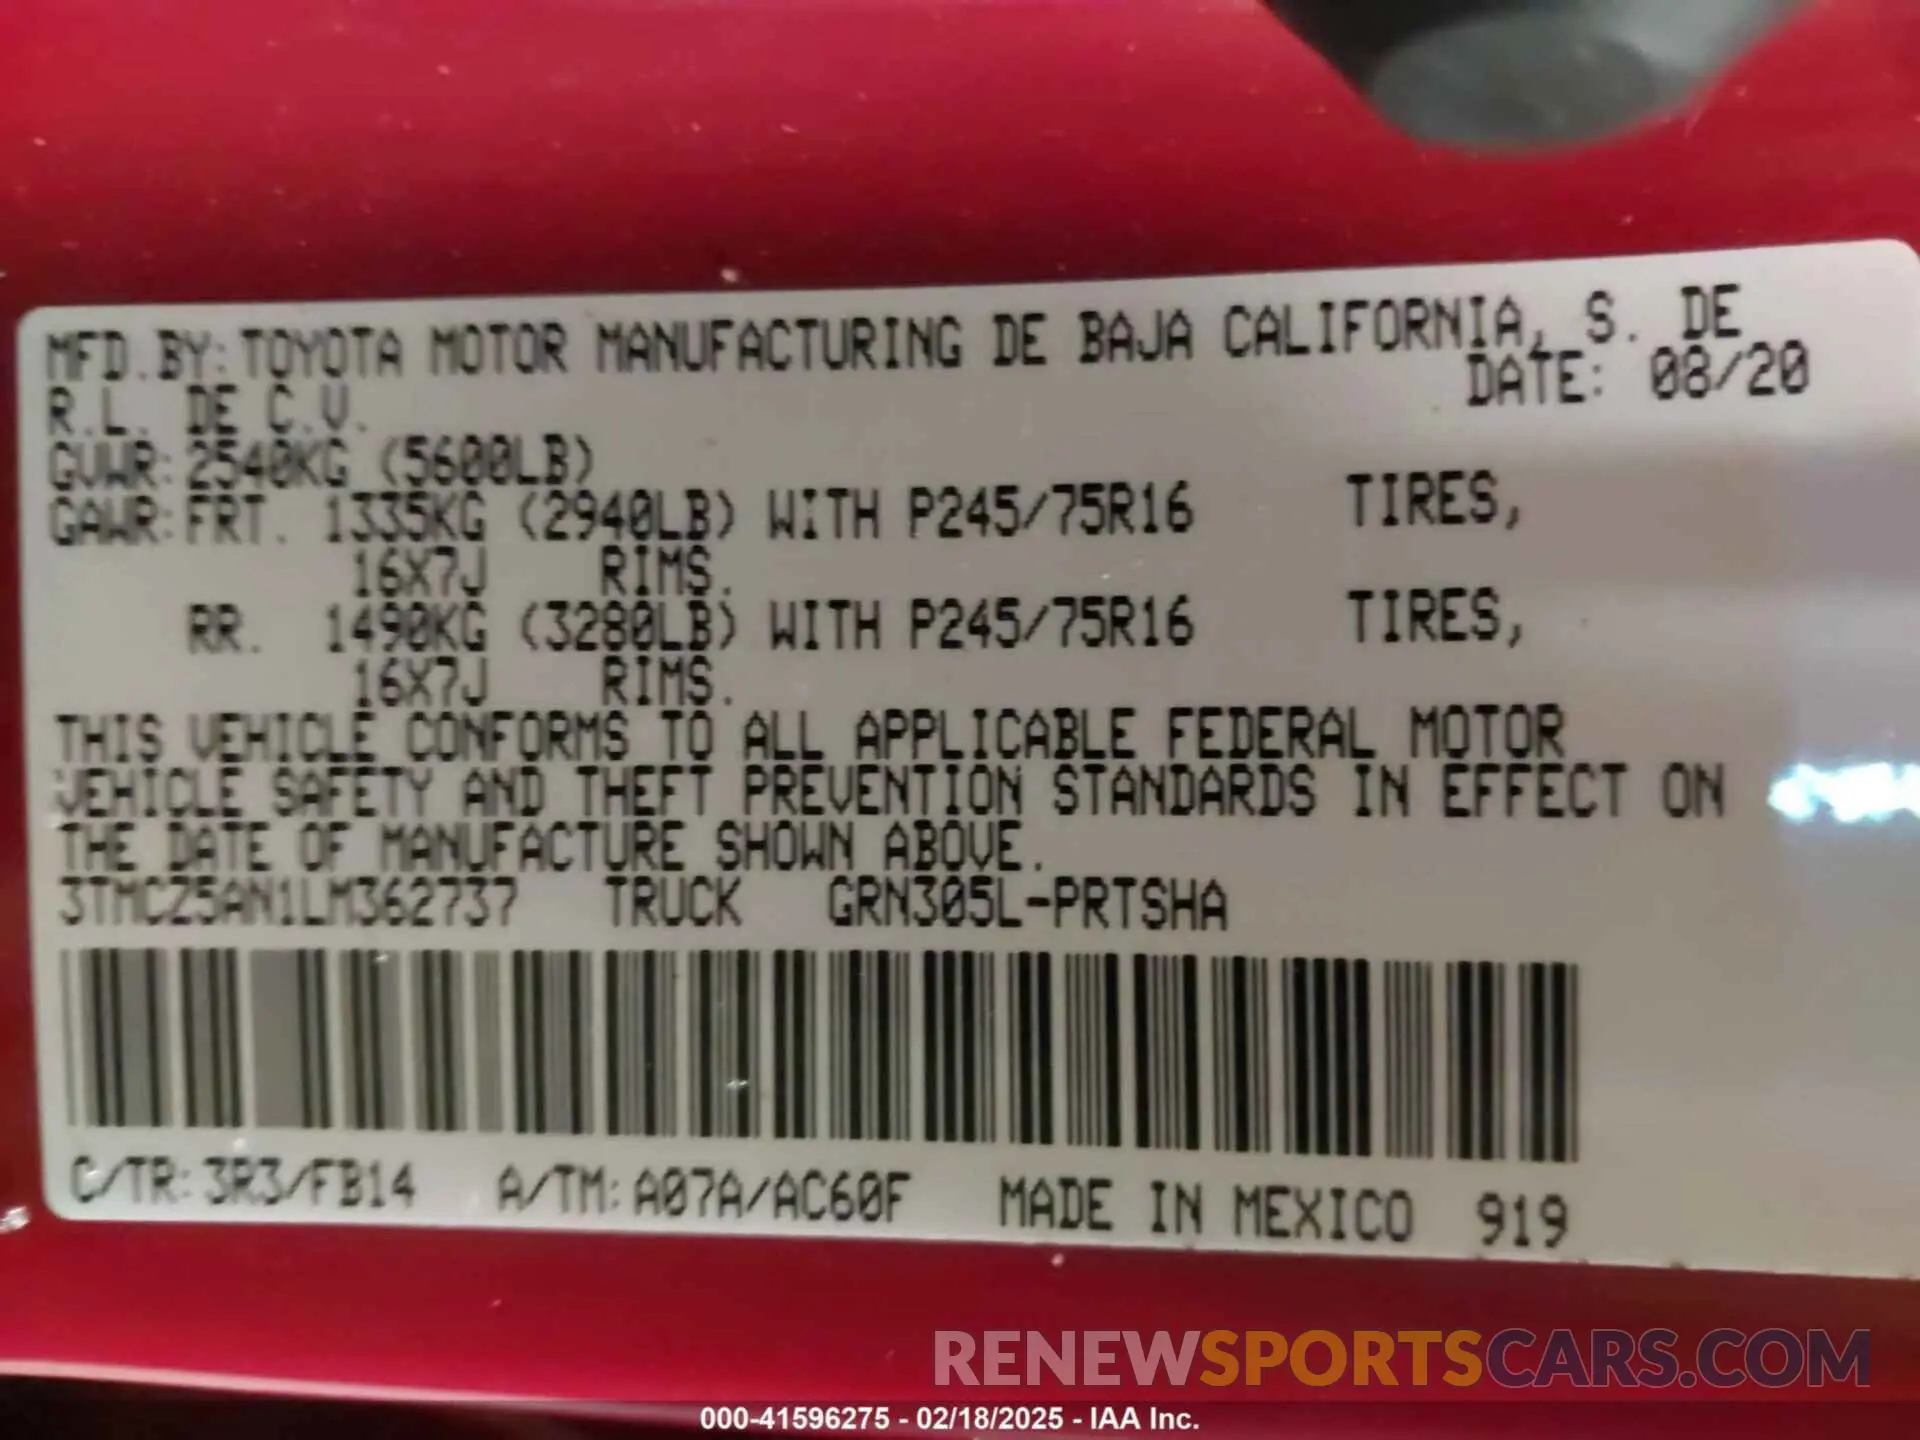 MFD.BY:TOYOTA MOTOR MANUFACTURING DE BAJA CALIFORNIA, S. DE
R.L. DE C.V.
DATE: 08/20
GVWR:2540KG (5600LB)
GAWR:FRT. 1335KG (2940LB) WITH P245/75R16 TIRES,
16X7J RIMS.
RR. 1490KG (3280LB) WITH P245/75R16 TIRES,
16X7J RIMS.
THIS VEHICLE CONFORMS TO ALL APPLICABLE FEDERAL MOTOR
VEHICLE SAFETY AND THEFT PREVENTION STANDARDS IN EFFECT ON
THE DATE OF MANUFACTURE SHOWN ABOVE.
3TMCZ5AN1LM362737 TRUCK GRN305L-PRTSHA
C/TR:3R3/FB14 A/TM:A07A/AC60F MADE IN MEXICO 919
RENEWSPORTSCARS.COM
000-41596275 - 02/18/2025 - IAA Inc.